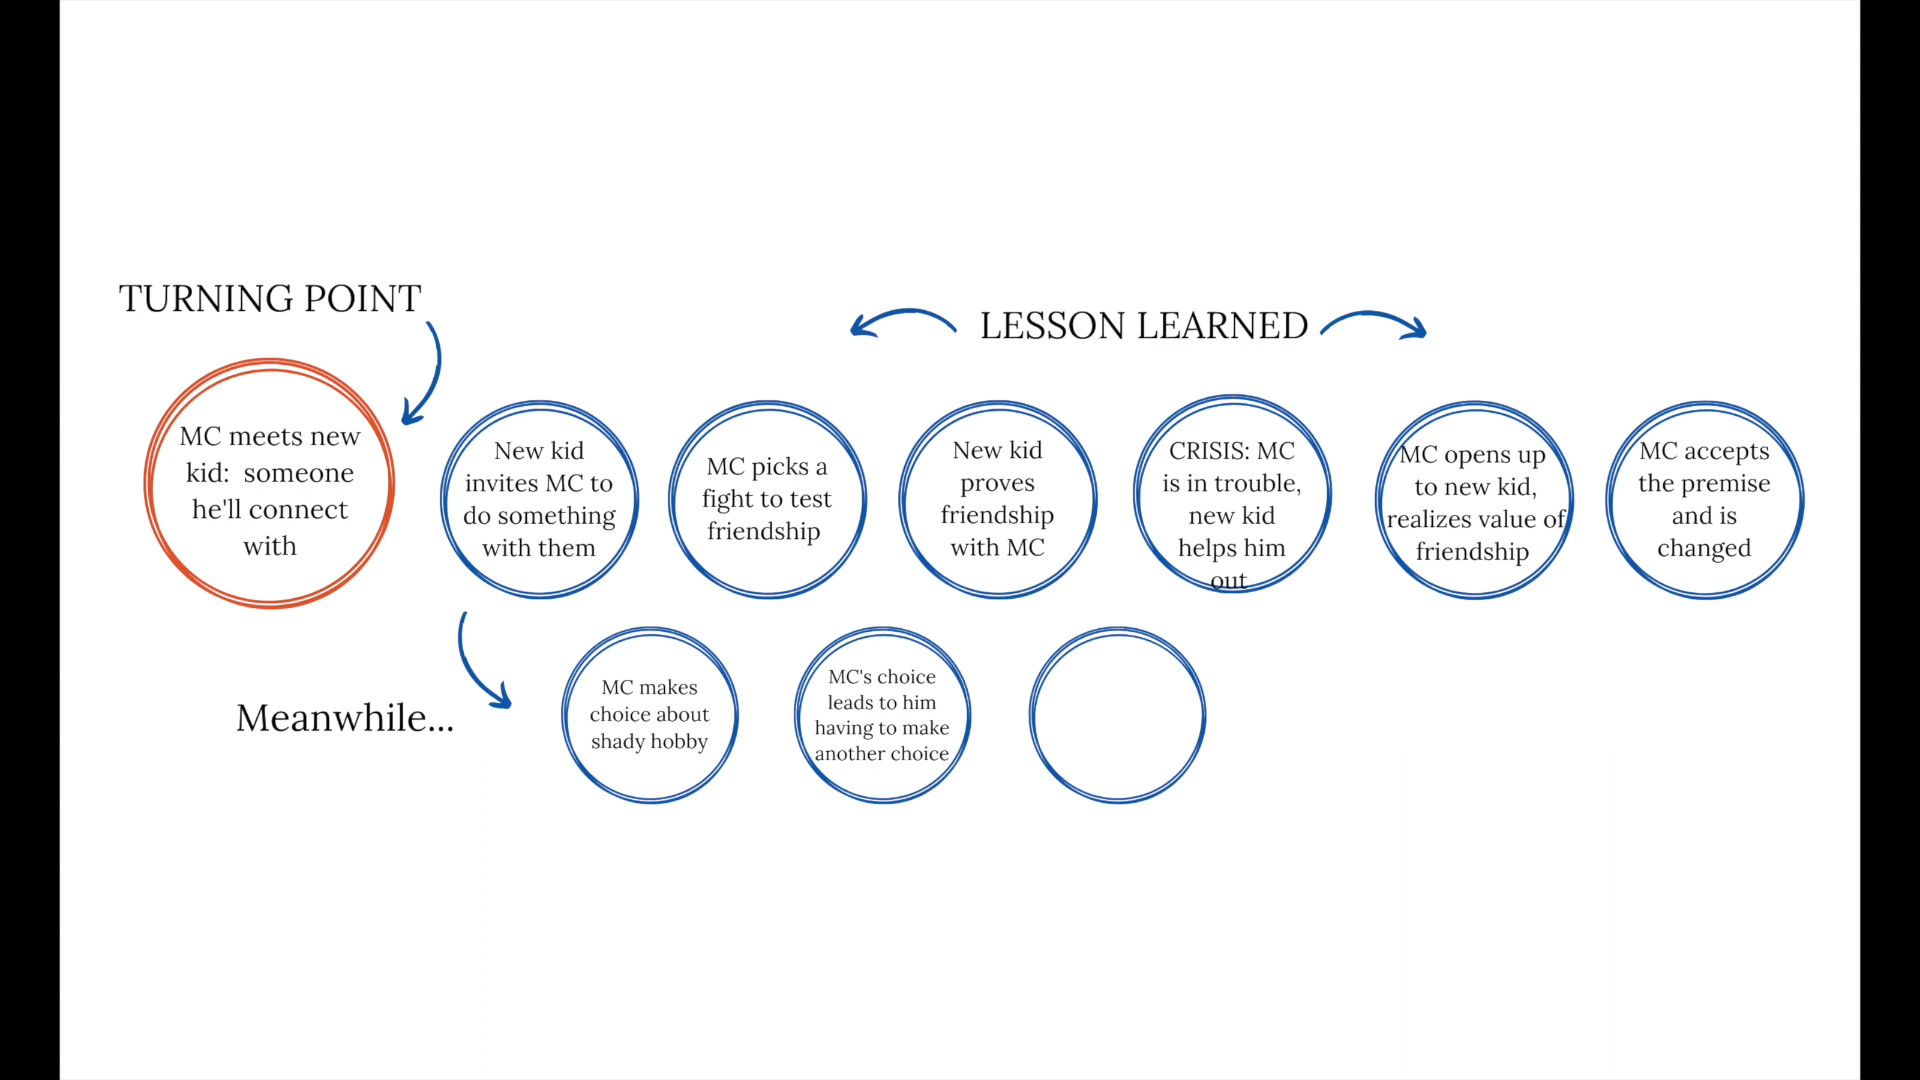 TURNING POINT
LESSON LEARNED
MC meets new
kid:  someone
he'll connect
with
New kid
invites MC to
do something
with them
MC picks a
fight to test
friendship
New kid
proves
friendship
with MC
CRISIS: MC
is in trouble,
new kid
helps him
out
MC opens up
to new kid,
realizes value of
friendship
MC accepts
the premise
and is
changed
Meanwhile...
MC makes
choice about
shady hobby
MC's choice
leads to him
having to make
another choice